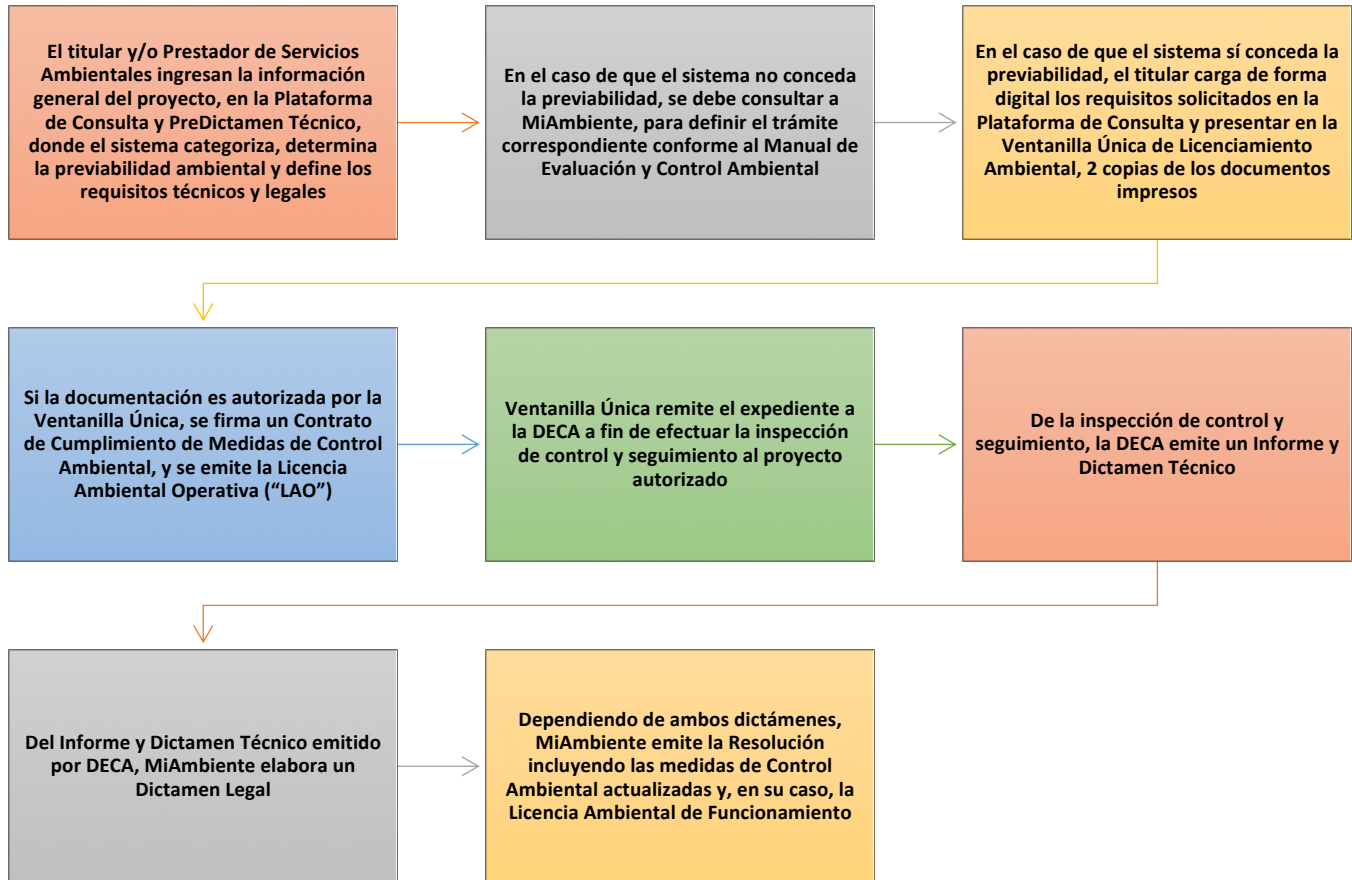 El titular y/o Prestador de Servicios
Ambientales ingresan la información
general del proyecto, en la Plataforma
de Consulta y PreDictamen Técnico,
donde el sistema categoriza, determina
la previabilidad ambiental y define los
requisitos técnicos y legales
En el caso de que el sistema no conceda
la previabilidad, se debe consultar a
MiAmbiente, para definir el trámite
correspondiente conforme al Manual de
Evaluación y Control Ambiental
En el caso de que el sistema sí conceda la
previabilidad, el titular carga de forma
digital los requisitos solicitados en la
Plataforma de Consulta y presentar en la
Ventanilla Única de Licenciamiento
Ambiental, 2 copias de los documentos
impresos
Si la documentación es autorizada por la
Ventanilla Única, se firma un Contrato
de Cumplimiento de Medidas de Control
Ambiental, y se emite la Licencia
Ambiental Operativa (“LAO”)
Ventanilla Única remite el expediente a
la DECA a fin de efectuar la inspección
de control y seguimiento al proyecto
autorizado
De la inspección de control y
seguimiento, la DECA emite un Informe y
Dictamen Técnico
Del Informe y Dictamen Técnico emitido
por DECA, MiAmbiente elabora un
Dictamen Legal
Dependiendo de ambos dictámenes,
MiAmbiente emite la Resolución
incluyendo las medidas de Control
Ambiental actualizadas y, en su caso, la
Licencia Ambiental de Funcionamiento